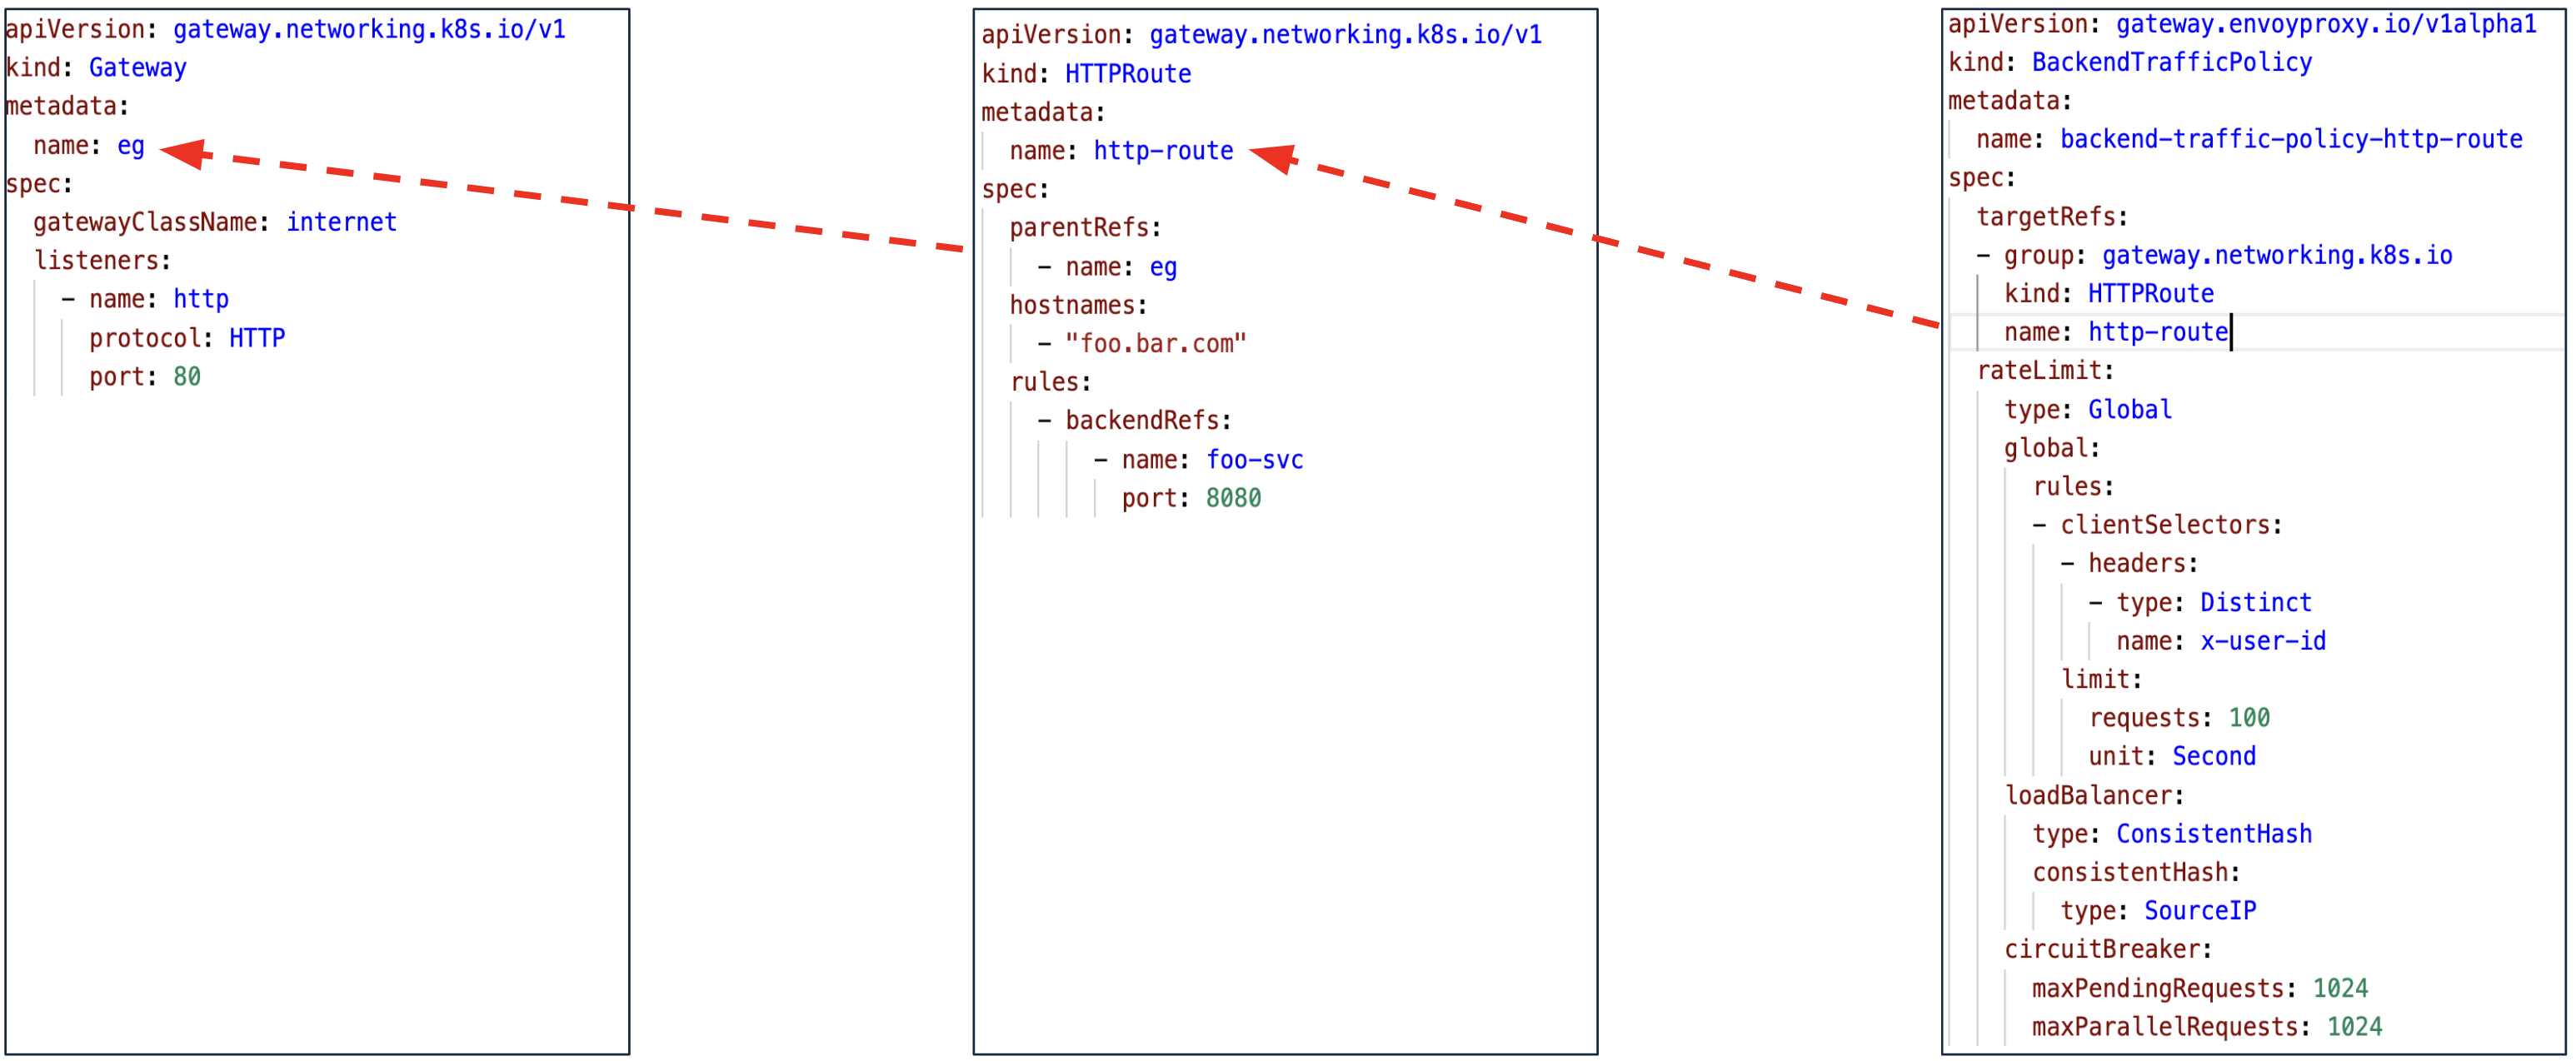 apiVersion: gateway.networking.k8s.io/v1
kind: Gateway
metadata:
  name: eg
spec:
  gatewayClassName: internet
  listeners:
    - name: http
      protocol: HTTP
      port: 80
apiVersion: gateway.networking.k8s.io/v1
kind: HTTPRoute
metadata:
  name: http-route
spec:
  parentRefs:
    - name: eg
  hostnames:
    - "foo.bar.com"
  rules:
    - backendRefs:
        - name: foo-svc
          port: 8080
apiVersion: gateway.envoyproxy.io/v1alpha1
kind: BackendTrafficPolicy
metadata:
  name: backend-traffic-policy-http-route
spec:
  targetRefs:
  - group: gateway.networking.k8s.io
    kind: HTTPRoute
    name: http-route
  rateLimit:
    type: Global
    global:
      rules:
      - clientSelectors:
        - headers:
          - type: Distinct
            name: x-user-id
        limit:
          requests: 100
          unit: Second
    loadBalancer:
      type: ConsistentHash
      consistentHash:
        type: SourceIP
    circuitBreaker:
      maxPendingRequests: 1024
      maxParallelRequests: 1024